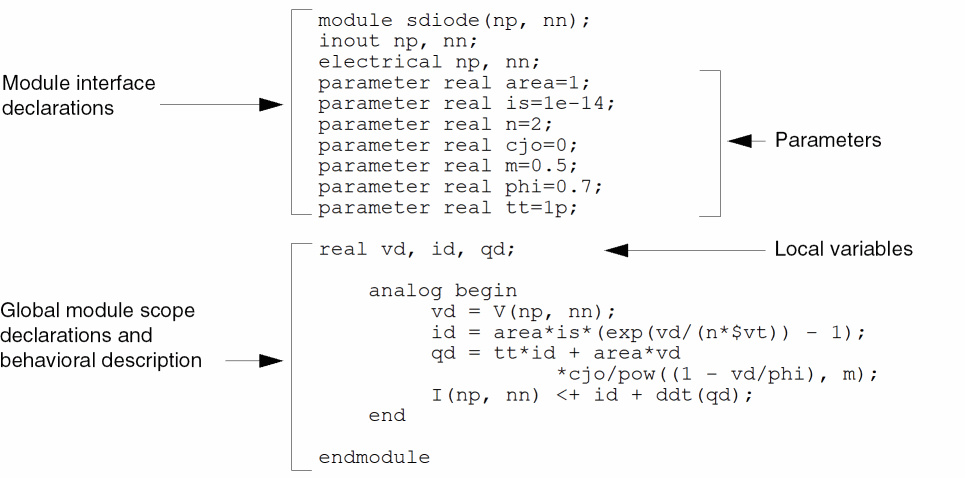 module sdiode(np, nn);
inout np, nn;
electrical np, nn;
Module interface
declarations
parameter real area=1;
parameter real is=1e-14;
parameter real n=2;
parameter real cjo=0;
parameter real m=0.5;
parameter real phi=0.7;
parameter real tt=1p;
Parameters
real vd, id, qd;
Local variables
Global module scope
declarations and
behavioral description
analog begin
vd = V(np, nn);
id = area*is*(exp(vd/(n*$vt)) - 1);
qd = tt*id + area*vd
*cjo/pow((1 - vd/phi), m);
I(np, nn) <+ id + ddt(qd);
end
endmodule